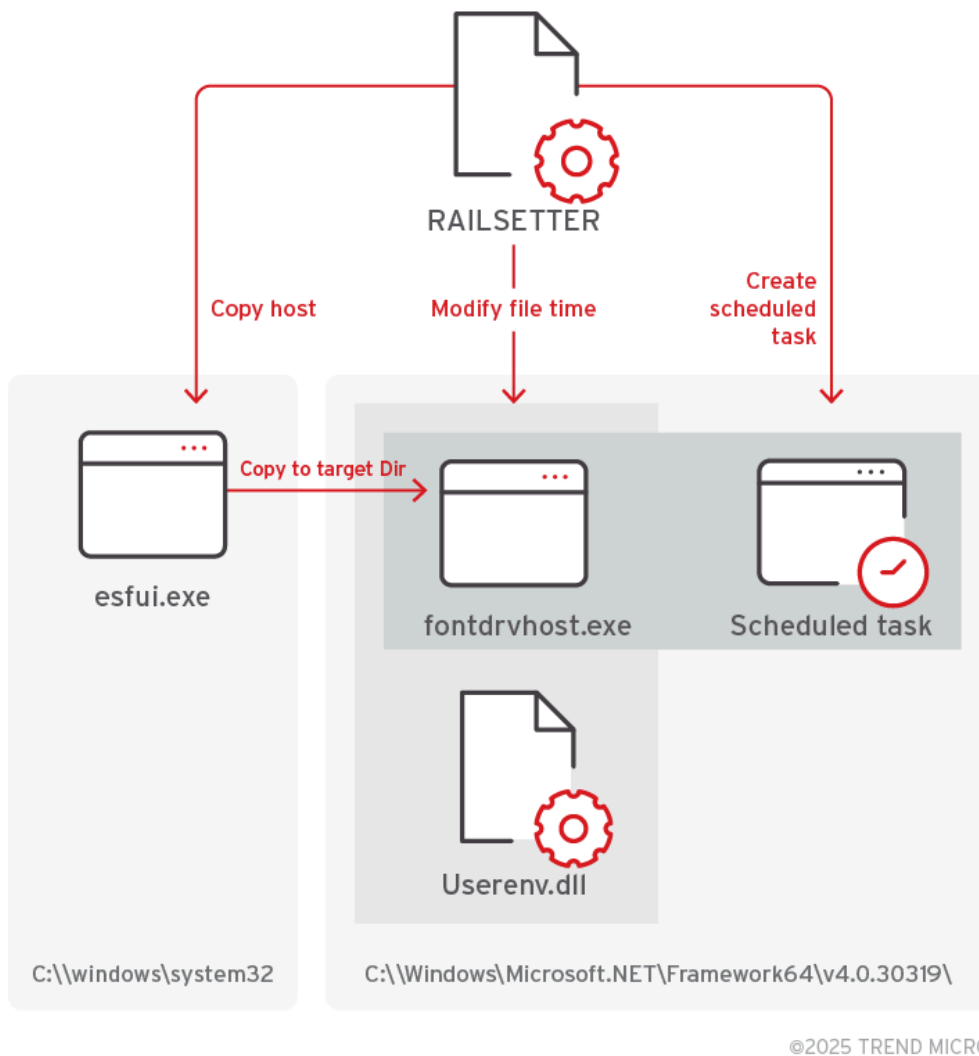 RAILSETTER
Copy host
Modify file time
Create
scheduled
task
Copy to target Dir
esfui.exe
fontdrvhost.exe
Scheduled task
Userenv.dll
C:\\windows\system32
C:\\Windows\Microsoft.NET\Framework64\v4.0.30319\
©2025 TREND MICR